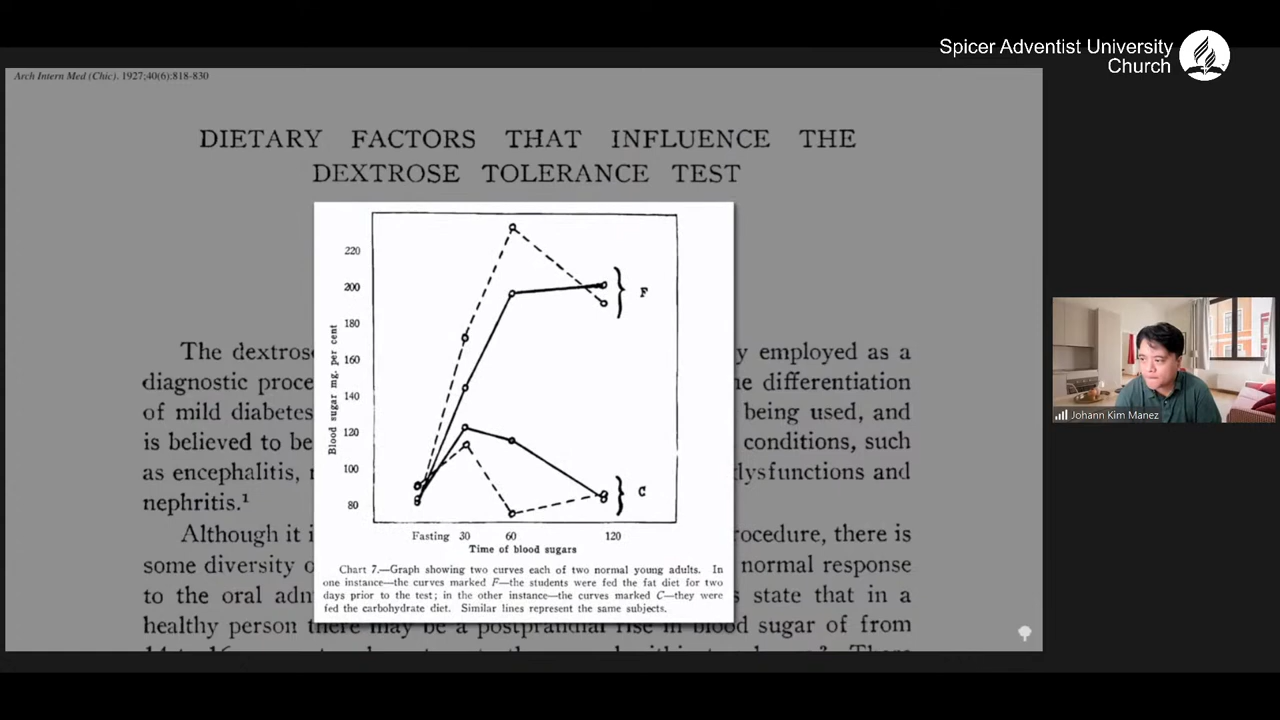 Spicer Adventist University
Church
Arch Intern Med (Chic). 1927;40(6):818-830
DIETARY FACTORS THAT INFLUENCE THE
DEXTROSE TOLERANCE TEST
220
200
180
160
140
120
100
80
Blood sugar mg. per cent
F
C
Fasting 30 60 120
Time of blood sugars
Chart 7.—Graph showing two curves each of two normal young adults. In
one instance—the curves marked F—the students were fed the fat diet for two
days prior to the test; in the other instance—the curves marked C—they were
fed the carbohydrate diet. Similar lines represent the same subjects.
The dextros y employed as a
diagnostic proce ne differentiation
of mild diabetes being used, and
is believed to be conditions, such
as encephalitis, dysfunctions and
nephritis.¹
Although it i rocedure, there is
some diversity o normal response
to the oral adn s state that in a
healthy person there may be a postprandial rise in blood sugar of from
Johann Kim Manez